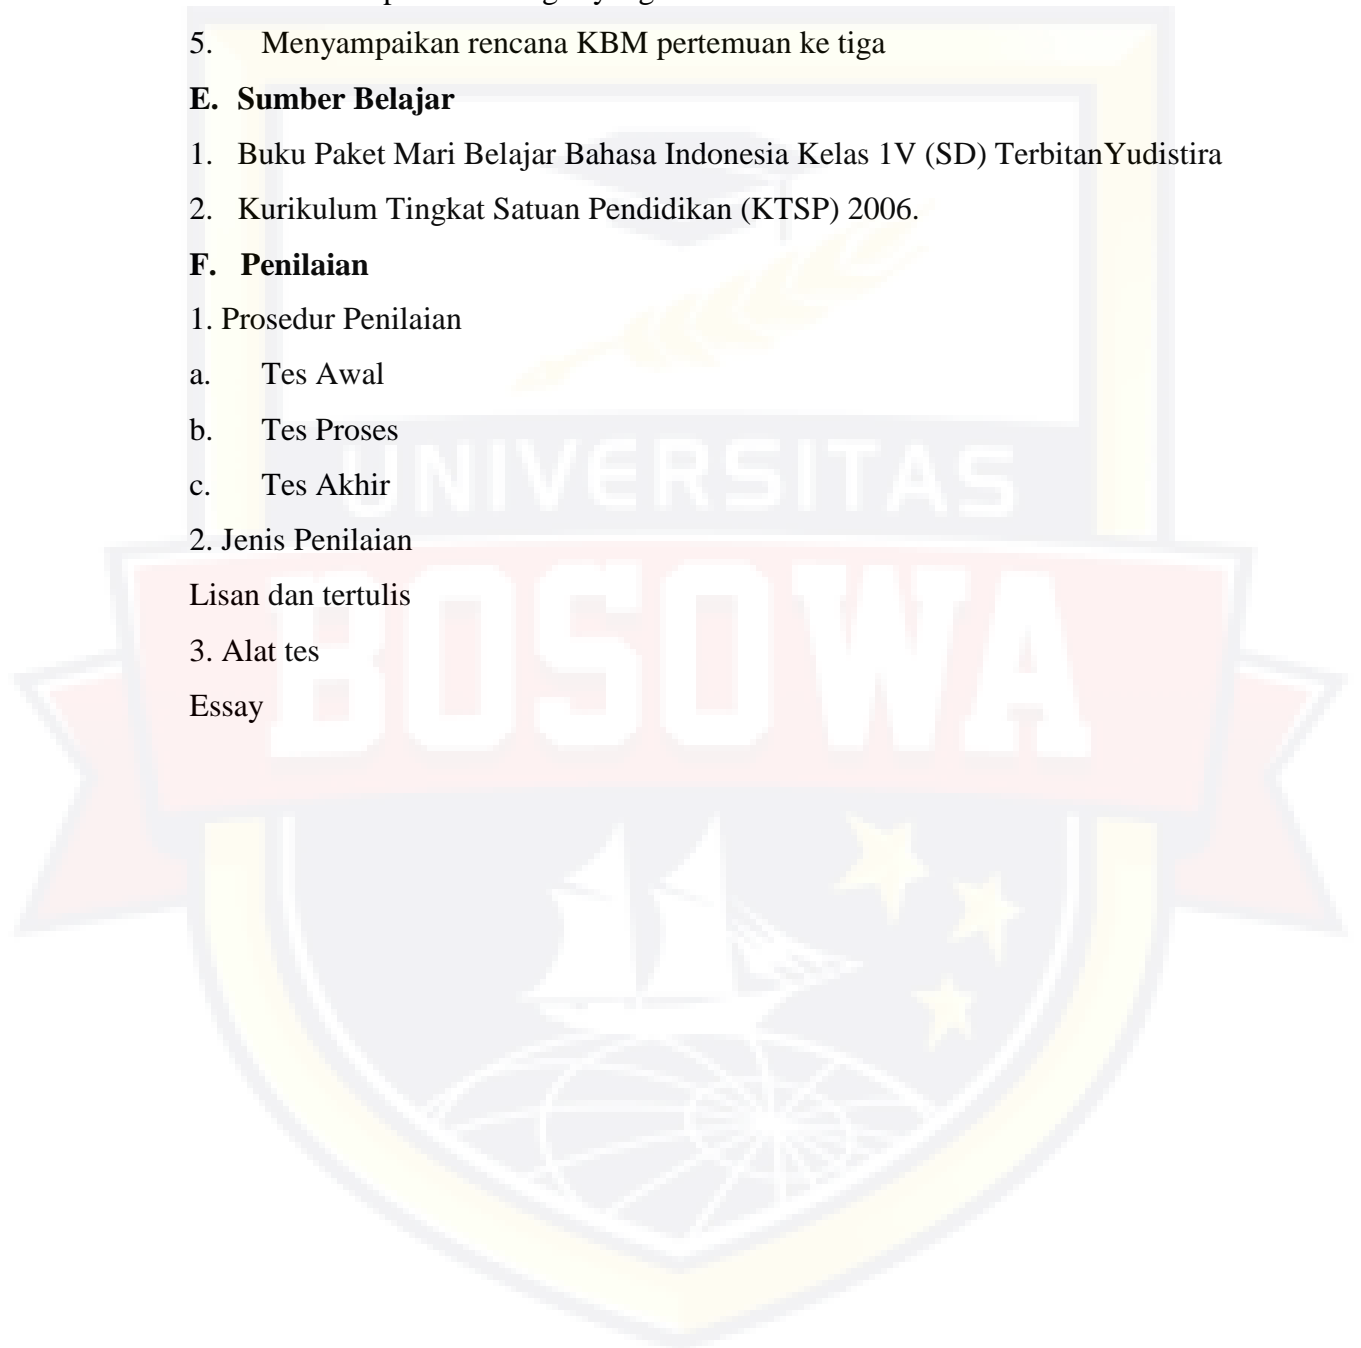 5. Menyampaikan rencana KBM pertemuan ke tiga
E. Sumber Belajar
1. Buku Paket Mari Belajar Bahasa Indonesia Kelas 1V (SD) TerbitanYudistira
2. Kurikulum Tingkat Satuan Pendidikan (KTSP) 2006.
F. Penilaian
1. Prosedur Penilaian
a. Tes Awal
b. Tes Proses
c. Tes Akhir
2. Jenis Penilaian
Lisan dan tertulis
3. Alat tes
Essay
UNIVERSITAS
BOSOWA